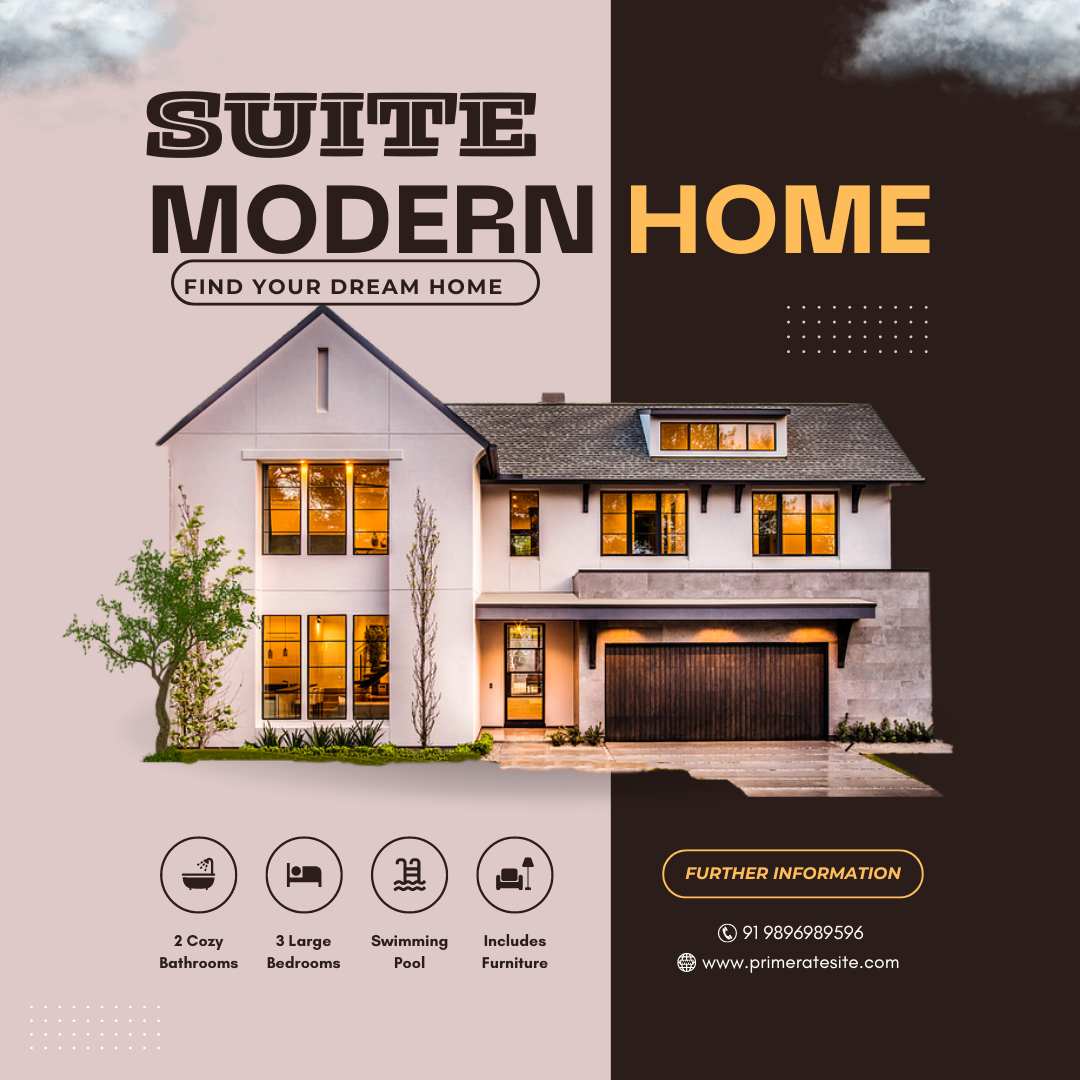 SUITE
MODERN HOME
FIND YOUR DREAM HOME
2 Cozy
Bathrooms
3 Large
Bedrooms
Swimming
Pool
Includes
Furniture
FURTHER INFORMATION
91 9896989596
www.primeratesite.com